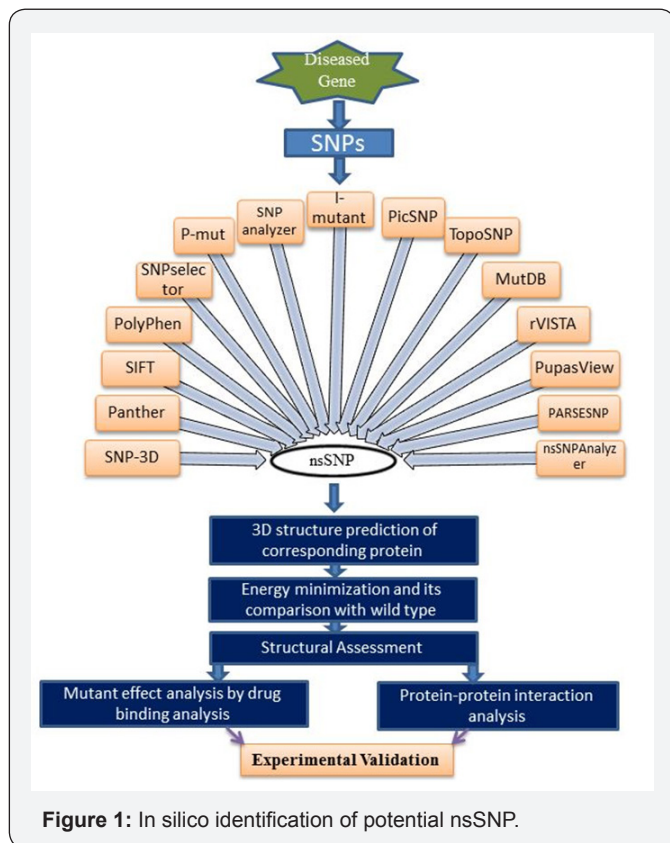 Diseased
Gene
SNPs
I-
mutant
SNP
analyzer
PicSNP
P-mut
TopoSNP
SNPselec
tor
MutDB
PolyPhen
rVISTA
SIFT
PupasView
Panther
PARSESNP
SNP-3D
nsSNP
nsSNPAnalyz
er
3D structure prediction of
corresponding protein
Energy minimization and its
comparison with wild type
Structural Assessment
Mutant effect analysis by drug
binding analysis
Protein-protein interaction
analysis
Experimental Validation
Figure 1: In silico identification of potential nsSNP.